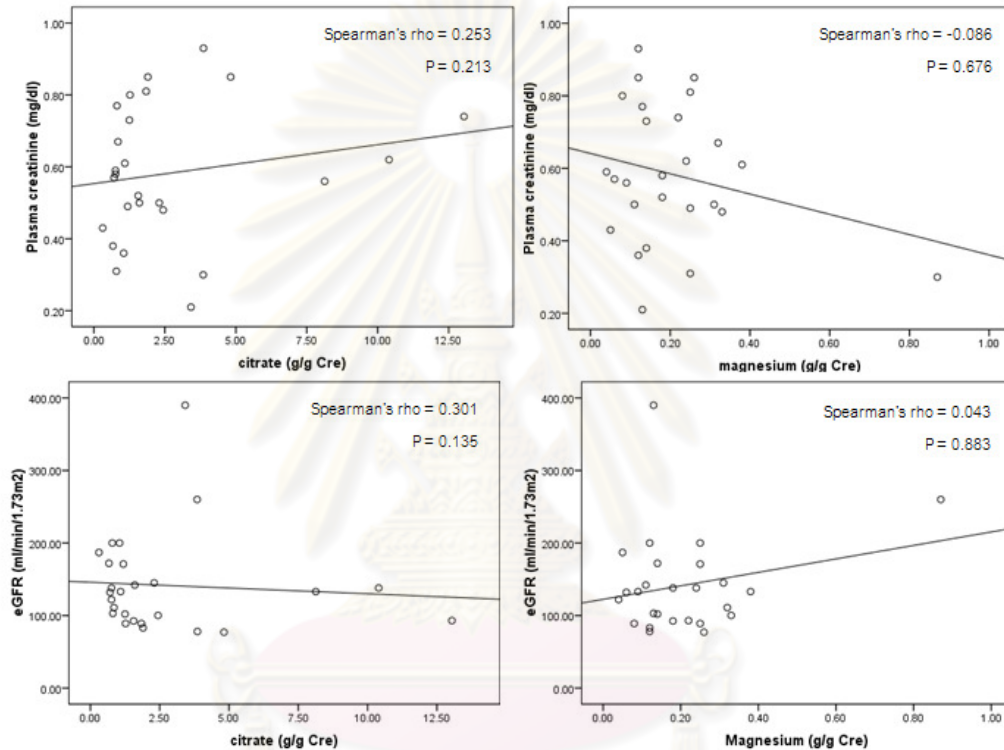 Spearman's rho = 0.253
P = 0.213
1.00
0.80
0.60
0.40
0.20
Plasma creatinine (mg/dl)
0.00 2.50 5.00 7.50 10.00 12.50
citrate (g/g Cre)
Spearman's rho = -0.086
P = 0.676
1.00
0.80
0.60
0.40
0.20
Plasma creatinine (mg/dl)
0.00 0.20 0.40 0.60 0.80 1.00
magnesium (g/g Cre)
Spearman's rho = 0.301
P = 0.135
400.00
300.00
200.00
100.00
0.00
eGFR (ml/min/1.73m2)
0.00 2.50 5.00 7.50 10.00 12.50
citrate (g/g Cre)
Spearman's rho = 0.043
P = 0.883
400.00
300.00
200.00
100.00
0.00
eGFR (ml/min/1.73m2)
0.00 0.20 0.40 0.60 0.80 1.00
Magnesium (g/g Cre)